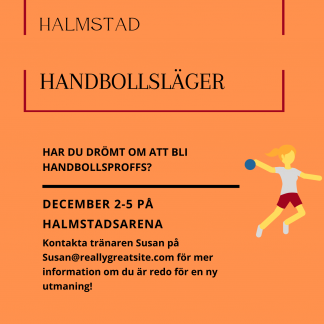 HALMSTAD
HANDBOLLSLÄGER
HAR DU DRÖMT OM ATT BLI
HANDBOLLSPROFFS?
DECEMBER 2-5 PÅ
HALMSTADSARENA
Kontakta tränaren Susan på
Susan@reallygreatsite.com för mer
information om du är redo för en ny
utmaning!